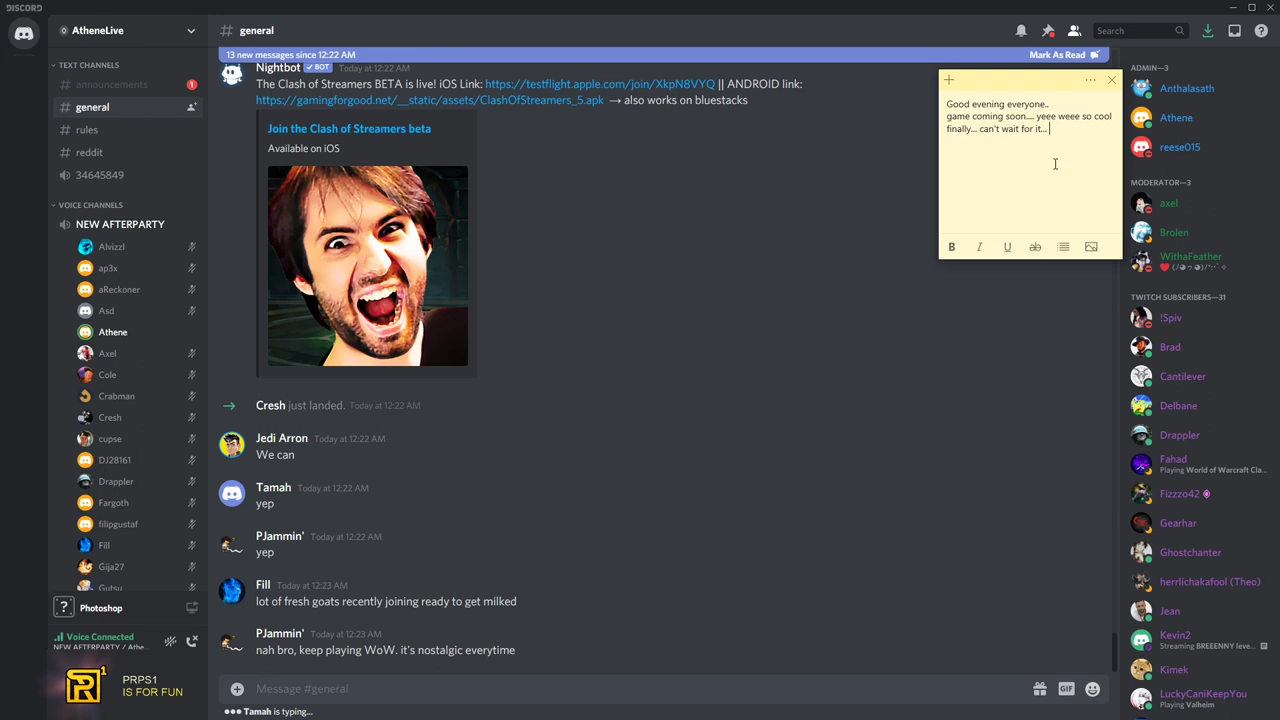 DISCORD
AtheneLive
# general
Search
TEXT CHANNELS
# announcements 1
# general
# rules
# reddit
34645849
VOICE CHANNELS
NEW AFTERPARTY
Alvizzl
ap3x
aReckoner
Asd
Athene
Axel
Cole
Crabman
Cresh
cupse
DJ28161
Drappler
Fargoth
filipgustaf
Fill
Gija27
Gutsu
? Photoshop
Voice Connected
NEW AFTERPARTY / Athe...
R1 PRPS1
IS FOR FUN
13 new messages since 12:22 AM Mark As Read
Nightbot ✓ BOT Today at 12:22 AM
The Clash of Streamers BETA is live! iOS Link: https://testflight.apple.com/join/XkpN8VYQ || ANDROID link:
https://gamingforgood.net/__static/assets/ClashOfStreamers_5.apk → also works on bluestacks
Join the Clash of Streamers beta
Available on iOS
→ Cresh just landed. Today at 12:22 AM
Jedi Arron Today at 12:22 AM
We can
Tamah Today at 12:22 AM
yep
PJammin' Today at 12:22 AM
yep
Fill Today at 12:23 AM
lot of fresh goats recently joining ready to get milked
PJammin' Today at 12:23 AM
nah bro, keep playing WoW. it's nostalgic everytime
Message #general
GIF
Tamah is typing...
Good evening everyone..
game coming soon.... yeee weee so cool
finally... can't wait for it...
B I U ab
ADMIN—3
Anthalasath
Athene
reese015
MODERATOR—3
axel
Brolen
WithaFeather
TWITCH SUBSCRIBERS—31
!Spiv
Brad
Cantilever
Delbane
Drappler
Fahad
Playing World of Warcraft Cla...
Fizzzo42
Gearhar
Ghostchanter
herrlichakafool (Theo)
Jean
Kevin2
Streaming BREEENNY leve...
Kimek
LuckyCaniKeepYou
Playing Valheim